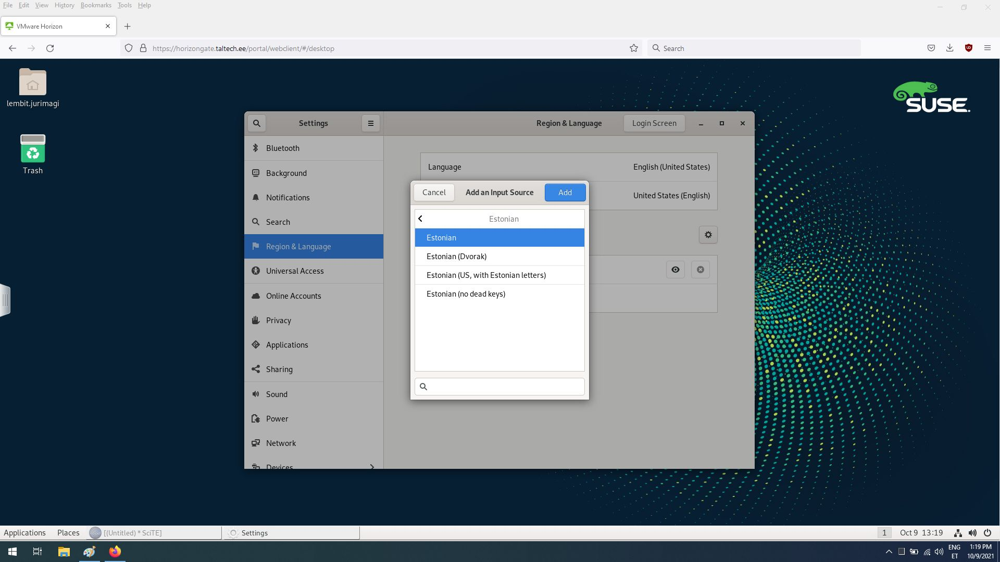 File Edit View History Bookmarks Tools Help
VMware Horizon
https://horizongate.taltech.ee/portal/webclient/#/desktop
Search
lembit.jurimagi
Trash
SUSE.
Settings
Region & Language
Login Screen
Bluetooth
Background
Notifications
Search
Region & Language
Universal Access
Online Accounts
Privacy
Applications
Sharing
Sound
Power
Network
Devices
Language English (United States)
United States (English)
Cancel Add an Input Source Add
Estonian
Estonian
Estonian (Dvorak)
Estonian (US, with Estonian letters)
Estonian (no dead keys)
Applications Places [(Untitled) * SciTE] Settings 1 Oct 9 13:19
ENG 1:19 PM
ET 10/9/2021